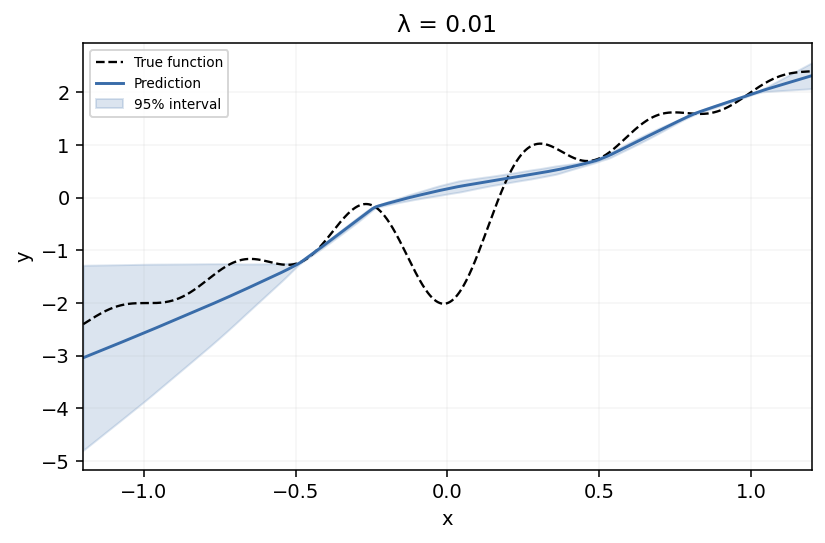 λ = 0.01
True function
Prediction
95% interval
y
2
1
0
−1
−2
−3
−4
−5
−1.0 −0.5 0.0 0.5 1.0
x